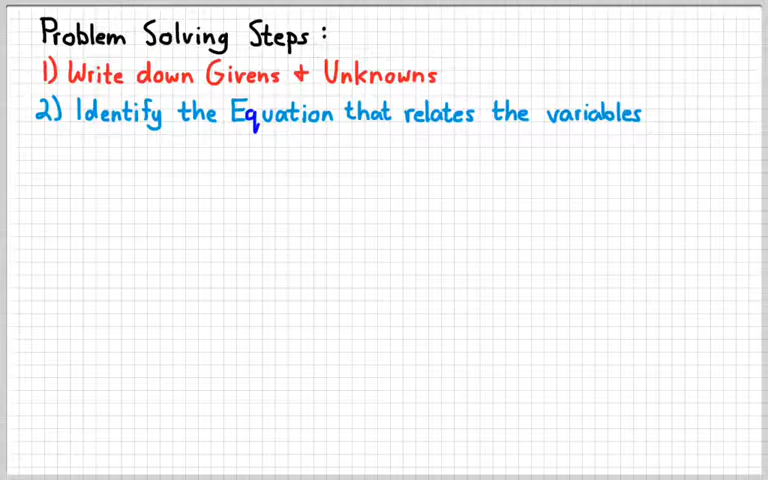 Problem Solving Steps :
1) Write down Givens + Unknowns
2) Identify the Equation that relates the variables